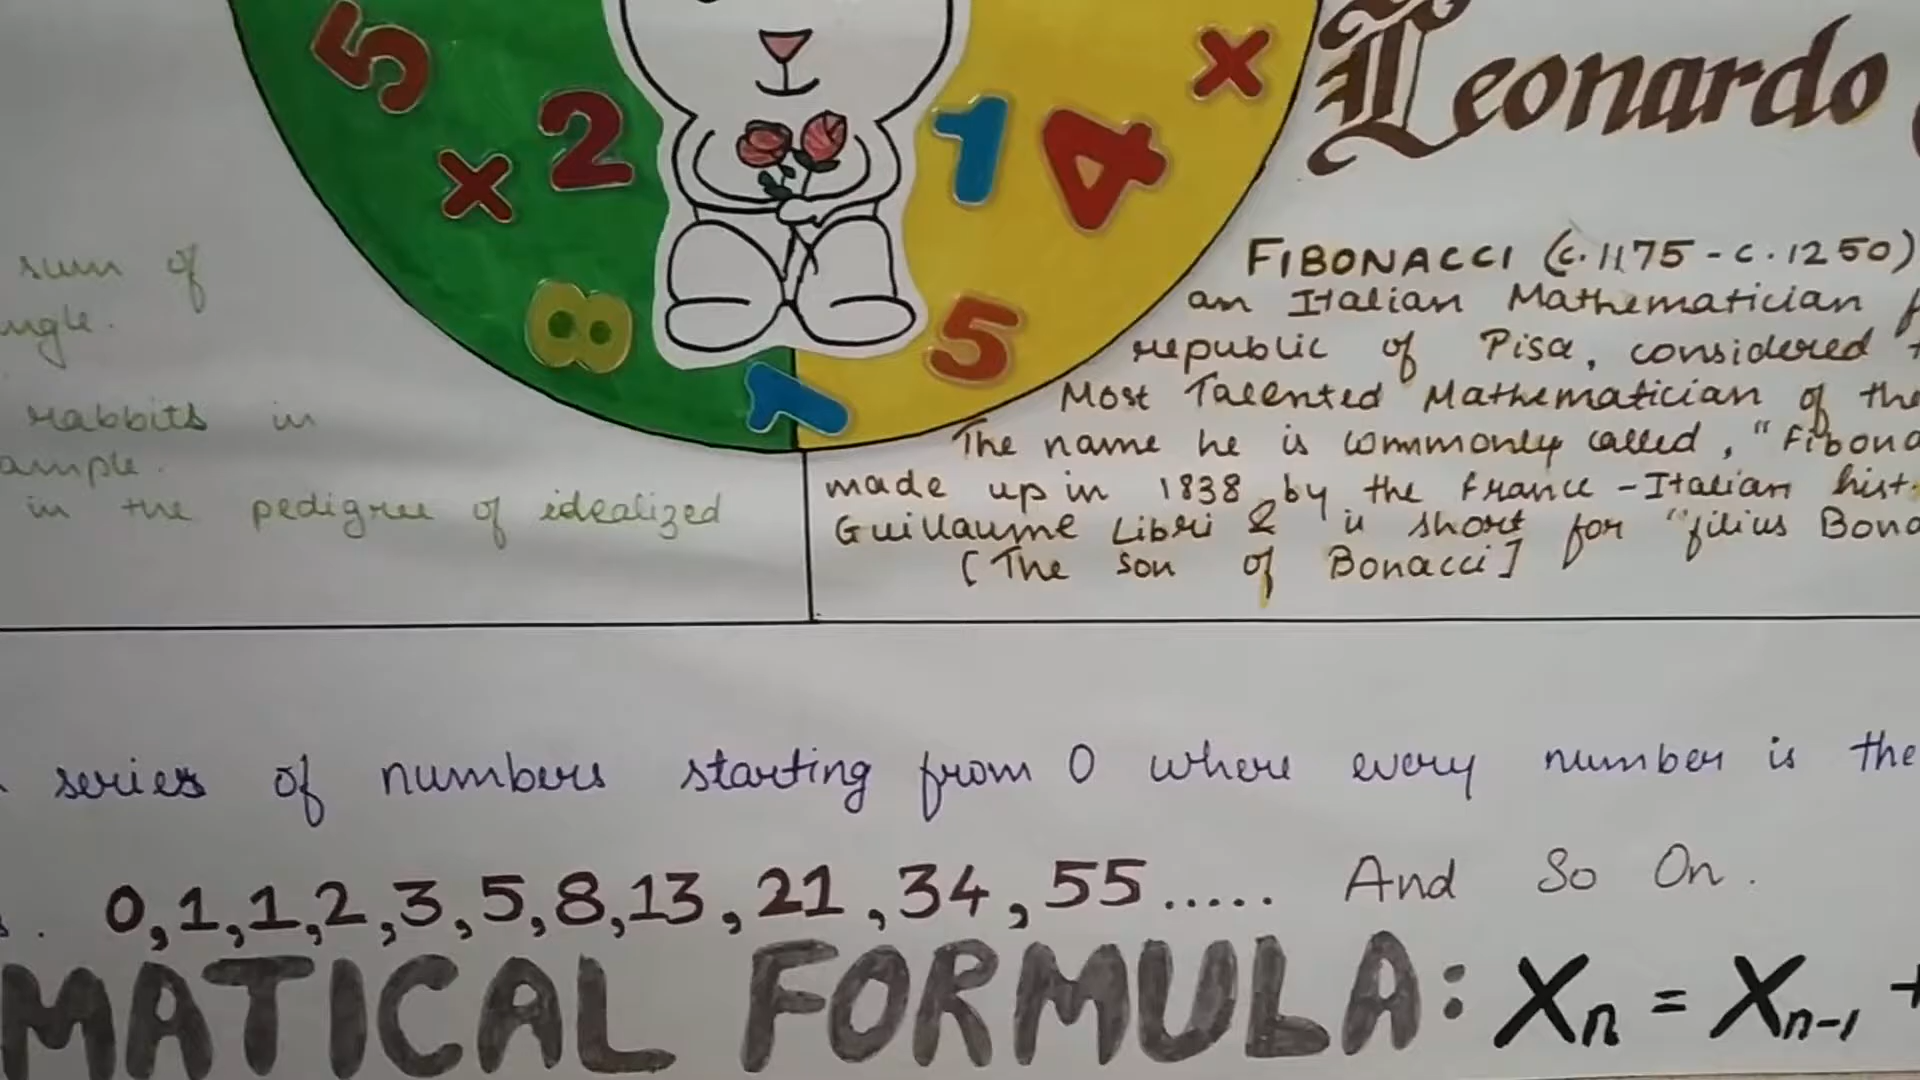 5
×
2
1
4
×
8
5
1
Leonardo
sum of
ngle.
rabbits in
ample.
in the pedigree of idealized
FIBONACCI (c.1175 - c.1250)
an Italian Mathematician
republic of Pisa, considered
Most Talented Mathematician of the
The name he is commonly called, "Fibona
made up in 1838 by the France-Italian hist
Guillaume Libri & is short for "filius Bona
[The son of Bonacci]
series of numbers starting from 0 where every number is the
s. 0,1,1,2,3,5,8,13,21,34,55..... And So On.
MATICAL FORMULA: Xn = Xn-1 +